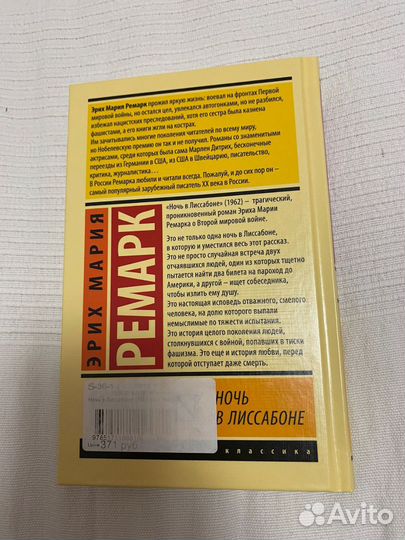 Эрих Мария Ремарк прожил яркую жизнь: воевал на фронтах Первой
мировой войны, но остался цел, увлекался автогонками, но не разбился,
избежал нацистских преследований, хотя его сестра была казнена
фашистами, а его книги жгли на кострах.
Им зачитывались многие поколения читателей по всему миру,
но Нобелевскую премию он так и не получил. Романы со знаменитыми
актрисами, среди которых была сама Марлен Дитрих, бесконечные
переезды из Германии в США, из США в Швейцарию, писательство,
критика, журналистика...
В России Ремарка любили и читали всегда. Пожалуй, и до сих пор он –
самый популярный зарубежный писатель XX века в России.
ЭРИХ МАРИЯ
РЕМАРК
«Ночь в Лиссабоне» (1962) – трагический,
проникновенный роман Эриха Марии
Ремарка о Второй мировой войне.
Это не только одна ночь в Лиссабоне,
в которую и уместился весь этот рассказ.
Это не просто случайная встреча двух
отчаявшихся людей, один из которых тщетно
пытается найти два билета на пароход до
Америки, а другой – ищет собеседника,
чтобы излить ему душу.
Это настоящая исповедь отважного, смелого
человека, на долю которого выпали
немыслимые по тяжести испытания.
Это история целого поколения людей,
столкнувшихся с войной, попавших в тиски
фашизма. Это еще и история любви, перед
которой отступает даже смерть.
S-36-
Ночь в Лиссабоне
Цена: 371 руб
НОЧЬ
В ЛИССАБОНЕ
классика
Avito